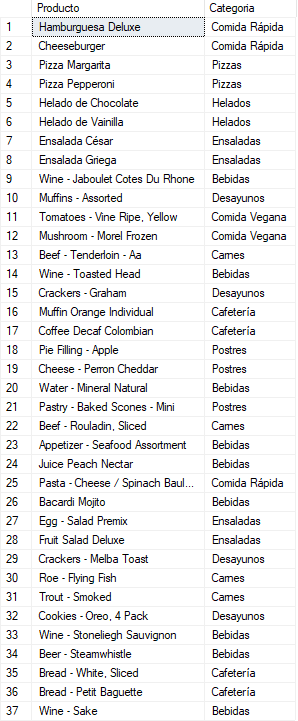 Producto Categoria
1 Hamburguesa Deluxe Comida Rápida
2 Cheeseburger Comida Rápida
3 Pizza Margarita Pizzas
4 Pizza Pepperoni Pizzas
5 Helado de Chocolate Helados
6 Helado de Vainilla Helados
7 Ensalada César Ensaladas
8 Ensalada Griega Ensaladas
9 Wine - Jaboulet Cotes Du Rhone Bebidas
10 Muffins - Assorted Desayunos
11 Tomatoes - Vine Ripe, Yellow Comida Vegana
12 Mushroom - Morel Frozen Comida Vegana
13 Beef - Tenderloin - Aa Carnes
14 Wine - Toasted Head Bebidas
15 Crackers - Graham Desayunos
16 Muffin Orange Individual Cafetería
17 Coffee Decaf Colombian Cafetería
18 Pie Filling - Apple Postres
19 Cheese - Perron Cheddar Postres
20 Water - Mineral Natural Bebidas
21 Pastry - Baked Scones - Mini Postres
22 Beef - Rouladin, Sliced Carnes
23 Appetizer - Seafood Assortment Bebidas
24 Juice Peach Nectar Bebidas
25 Pasta - Cheese / Spinach Baul... Comida Rápida
26 Bacardi Mojito Bebidas
27 Egg - Salad Premix Ensaladas
28 Fruit Salad Deluxe Ensaladas
29 Crackers - Melba Toast Desayunos
30 Roe - Flying Fish Carnes
31 Trout - Smoked Carnes
32 Cookies - Oreo, 4 Pack Desayunos
33 Wine - Stoneliegh Sauvignon Bebidas
34 Beer - Steamwhistle Bebidas
35 Bread - White, Sliced Cafetería
36 Bread - Petit Baguette Cafetería
37 Wine - Sake Bebidas